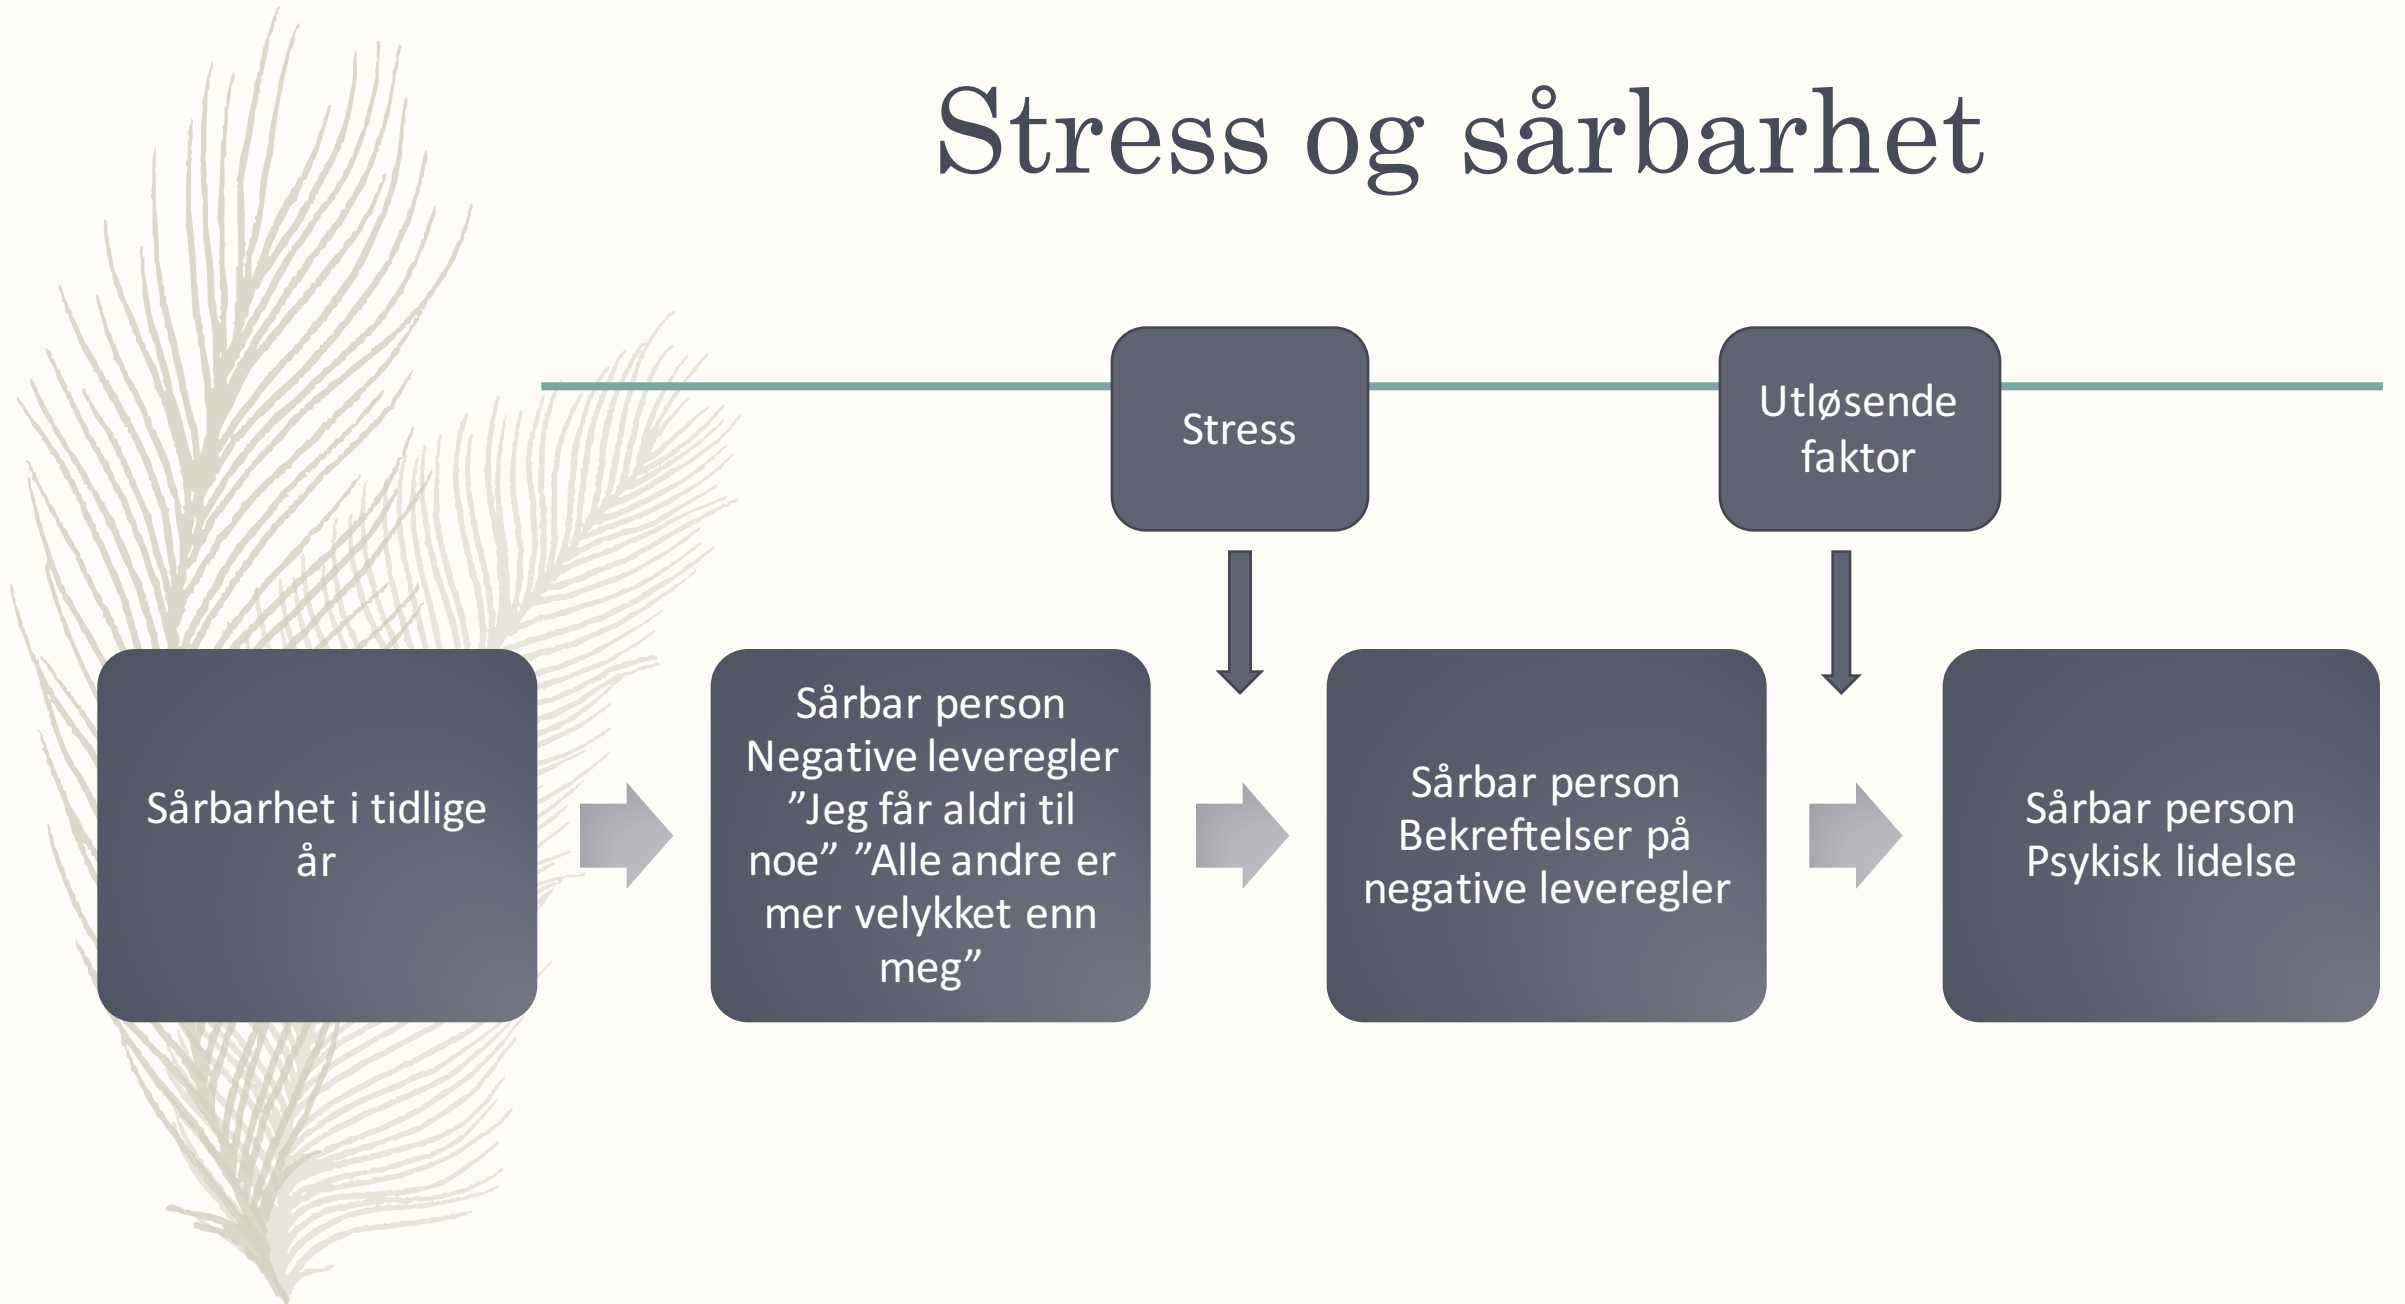 Stress og sårbarhet
Stress
Utløsende
faktor
Sårbarhet i tidlige
år
Sårbar person
Negative leveregler
”Jeg får aldri til
noe” ”Alle andre er
mer velykket enn
meg”
Sårbar person
Bekreftelser på
negative leveregler
Sårbar person
Psykisk lidelse